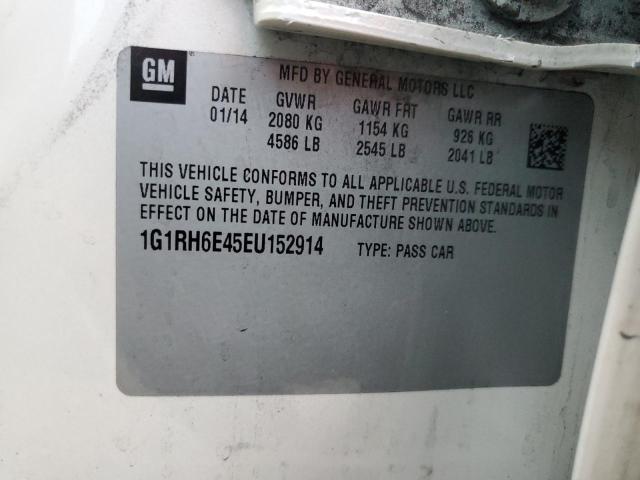 GM
MFD BY GENERAL MOTORS LLC
DATE GVWR GAWR FRT GAWR RR
01/14 2080 KG 1154 KG 926 KG
4586 LB 2545 LB 2041 LB
THIS VEHICLE CONFORMS TO ALL APPLICABLE U.S. FEDERAL MOTOR
VEHICLE SAFETY, BUMPER, AND THEFT PREVENTION STANDARDS IN
EFFECT ON THE DATE OF MANUFACTURE SHOWN ABOVE.
1G1RH6E45EU152914 TYPE: PASS CAR